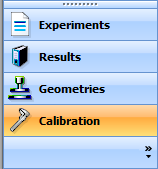 Experiments
Results
Geometries
Calibration